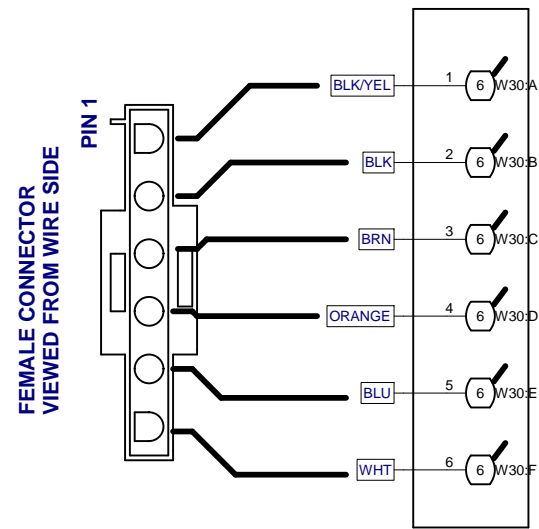 FEMALE CONNECTOR
VIEWED FROM WIRE SIDE
PIN 1
BLK/YEL 1 6 W30:A
BLK 2 6 W30:B
BRN 3 6 W30:C
ORANGE 4 6 W30:D
BLU 5 6 W30:E
WHT 6 6 W30:F